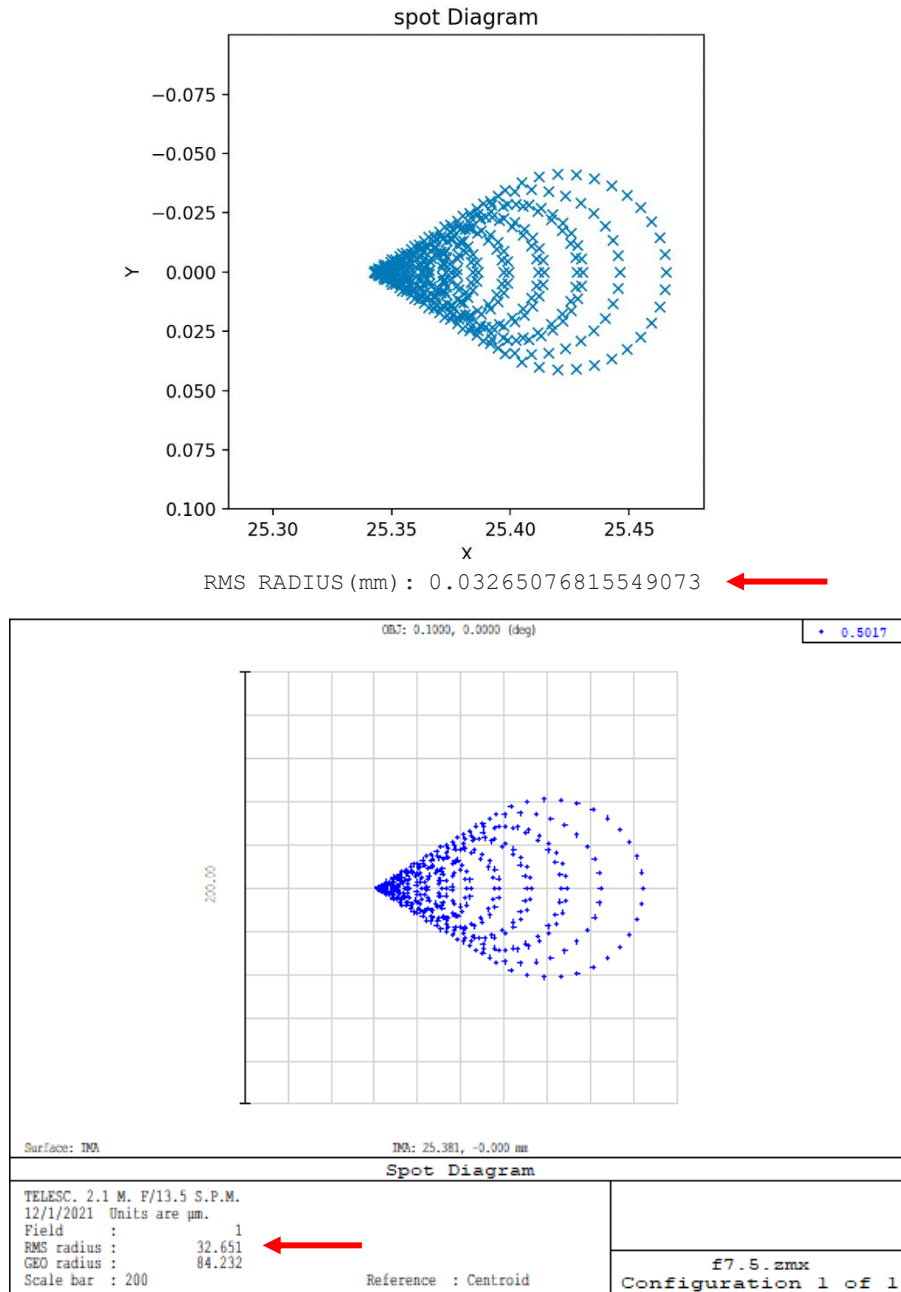 spot Diagram
−0.075
−0.050
−0.025
Y 0.000
0.025
0.050
0.075
0.100
25.30 25.35 25.40 25.45
X
RMS RADIUS(mm): 0.03265076815549073
OBJ: 0.1000, 0.0000 (deg)
+ 0.5017
200.00
Surface: IMA IMA: 25.381, -0.000 mm
Spot Diagram
TELESC. 2.1 M. F/13.5 S.P.M.
12/1/2021 Units are µm.
Field : 1
RMS radius : 32.651
GEO radius : 84.232
Scale bar : 200 Reference : Centroid
f7.5.zmx
Configuration 1 of 1